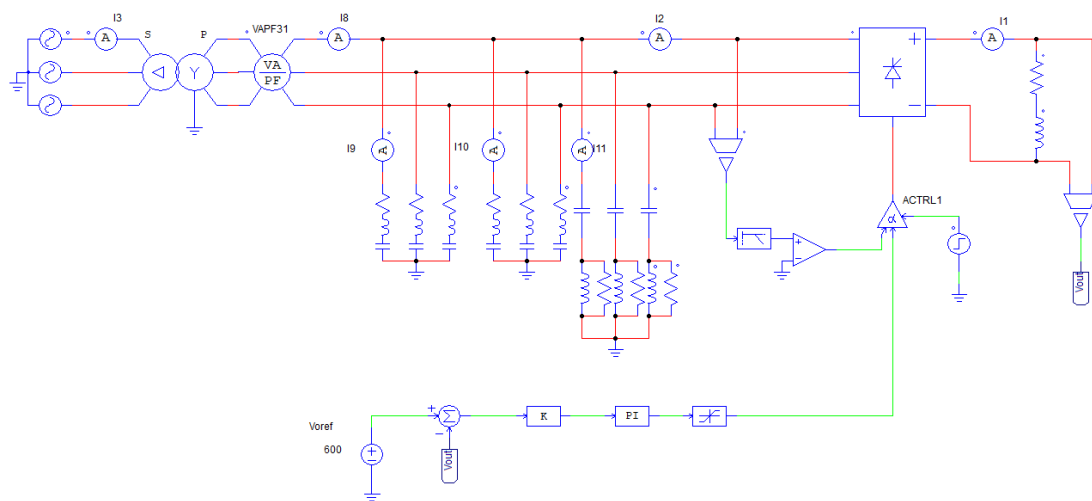 I3
S
P
VAPF31
I8
I2
I1
A
A
A
A
A
A
Y
VA
PF
+
−
I9
A
I10
A
I11
A
ACTRL1
α
+
−
Vout
Voref
600
+
−
Σ
K
PI
Vout